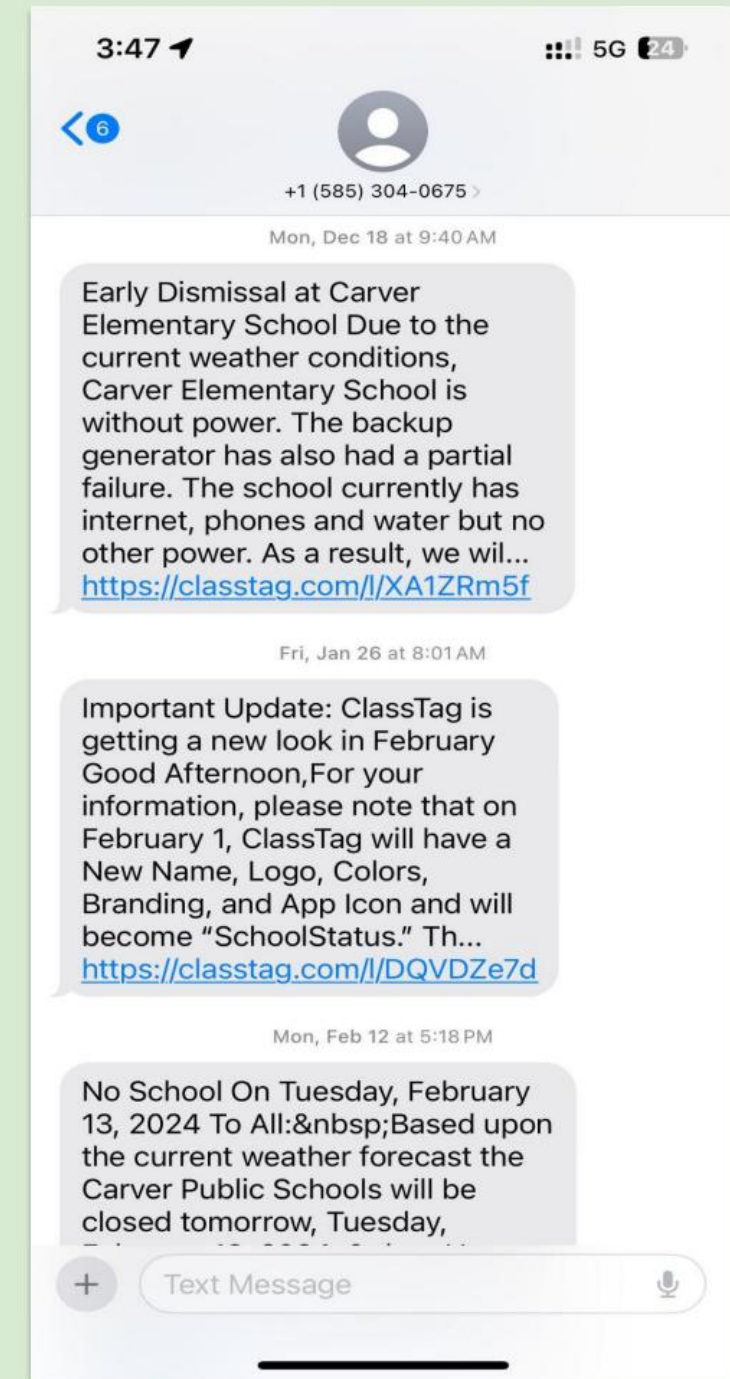 3:47
5G 24
6
+1 (585) 304-0675
Mon, Dec 18 at 9:40 AM
Early Dismissal at Carver
Elementary School Due to the
current weather conditions,
Carver Elementary School is
without power. The backup
generator has also had a partial
failure. The school currently has
internet, phones and water but no
other power. As a result, we wil...
https://classtag.com/l/XA1ZRm5f
Fri, Jan 26 at 8:01 AM
Important Update: ClassTag is
getting a new look in February
Good Afternoon,For your
information, please note that on
February 1, ClassTag will have a
New Name, Logo, Colors,
Branding, and App Icon and will
become “SchoolStatus.” Th...
https://classtag.com/l/DQVDZe7d
Mon, Feb 12 at 5:18 PM
No School On Tuesday, February
13, 2024 To All:&nbsp;Based upon
the current weather forecast the
Carver Public Schools will be
closed tomorrow, Tuesday,
Text Message